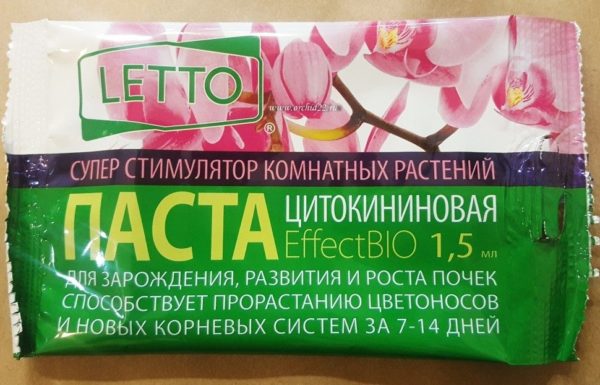 LETTO
®
www.orchid22.ru
СУПЕР СТИМУЛЯТОР КОМНАТНЫХ РАСТЕНИЙ
ПАСТА ЦИТОКИНИНОВАЯ
EffectBIO 1,5 мл
ДЛЯ ЗАРОЖДЕНИЯ, РАЗВИТИЯ И РОСТА ПОЧЕК
СПОСОБСТВУЕТ ПРОРАСТАНИЮ ЦВЕТОНОСОВ
И НОВЫХ КОРНЕВЫХ СИСТЕМ ЗА 7-14 ДНЕЙ